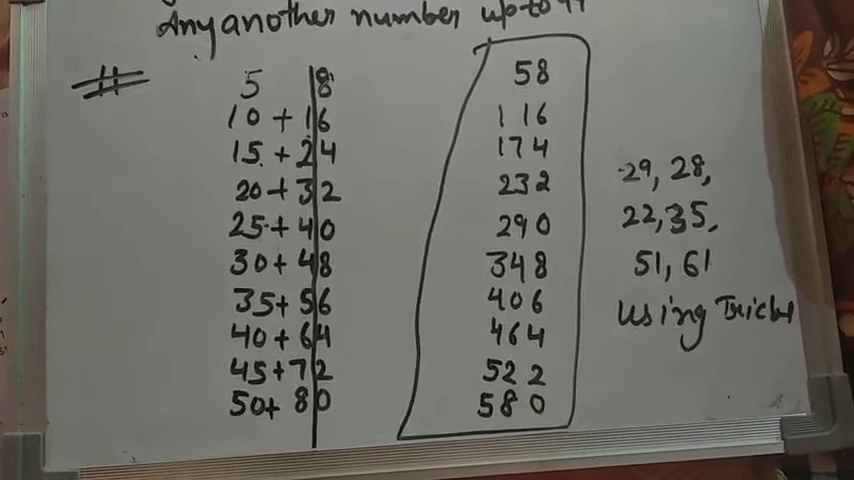 Any another number up to 99
#
5 8
10 + 16
15 + 24
20 + 32
25 + 40
30 + 48
35 + 56
40 + 64
45 + 72
50 + 80
58
116
174
232
290
348
406
464
522
580
29, 28,
22, 35,
51, 61
using Tricks